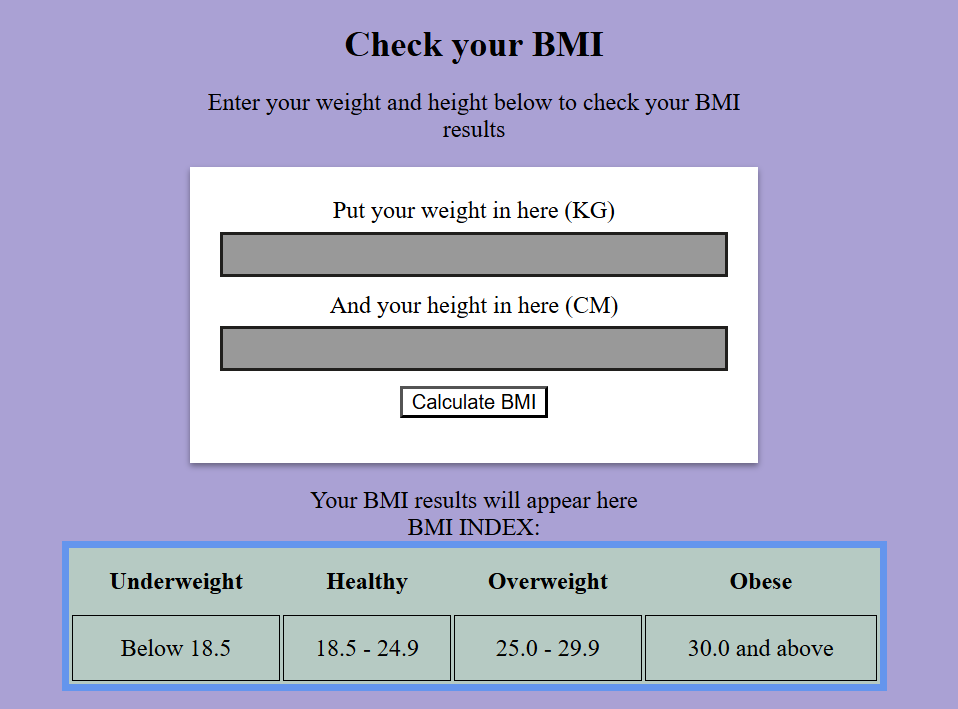 Check your BMI
Enter your weight and height below to check your BMI
results
Put your weight in here (KG)
And your height in here (CM)
Calculate BMI
Your BMI results will appear here
BMI INDEX:
Underweight Healthy Overweight Obese
Below 18.5 18.5 - 24.9 25.0 - 29.9 30.0 and above